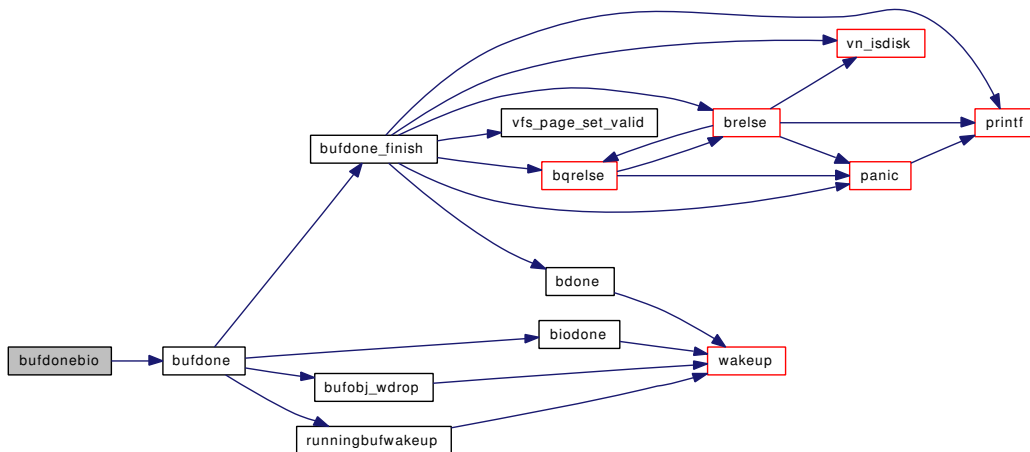 vn_isdisk
vfs_page_set_valid
brelse
printf
bufdone_finish
bqrelse
panic
bdone
biodone
bufdonebio
bufdone
wakeup
bufobj_wdrop
runningbufwakeup